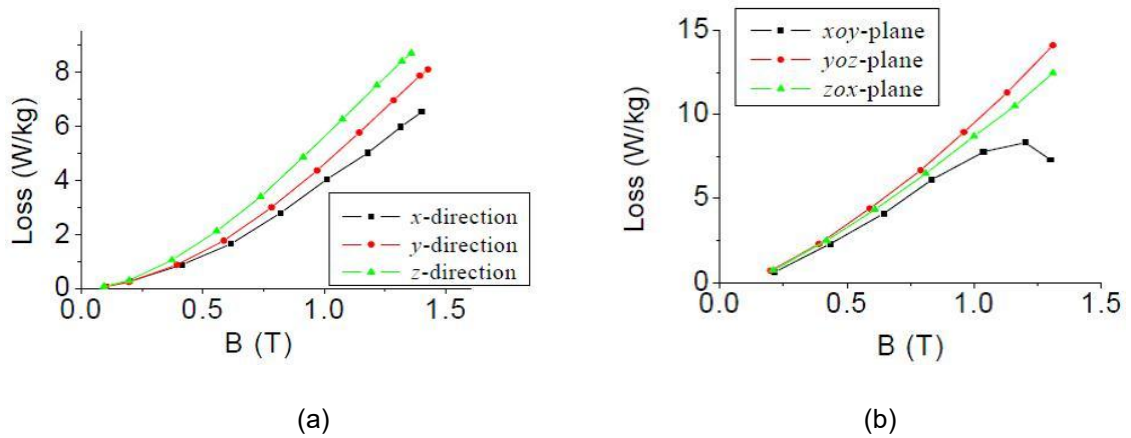 8
6
4
2
0
Loss (W/kg)
x-direction
y-direction
z-direction
0.0
0.5
1.0
1.5
B (T)
(a)
15
10
5
0
Loss (W/kg)
xoy-plane
yoz-plane
zox-plane
0.0
0.5
1.0
1.5
B (T)
(b)